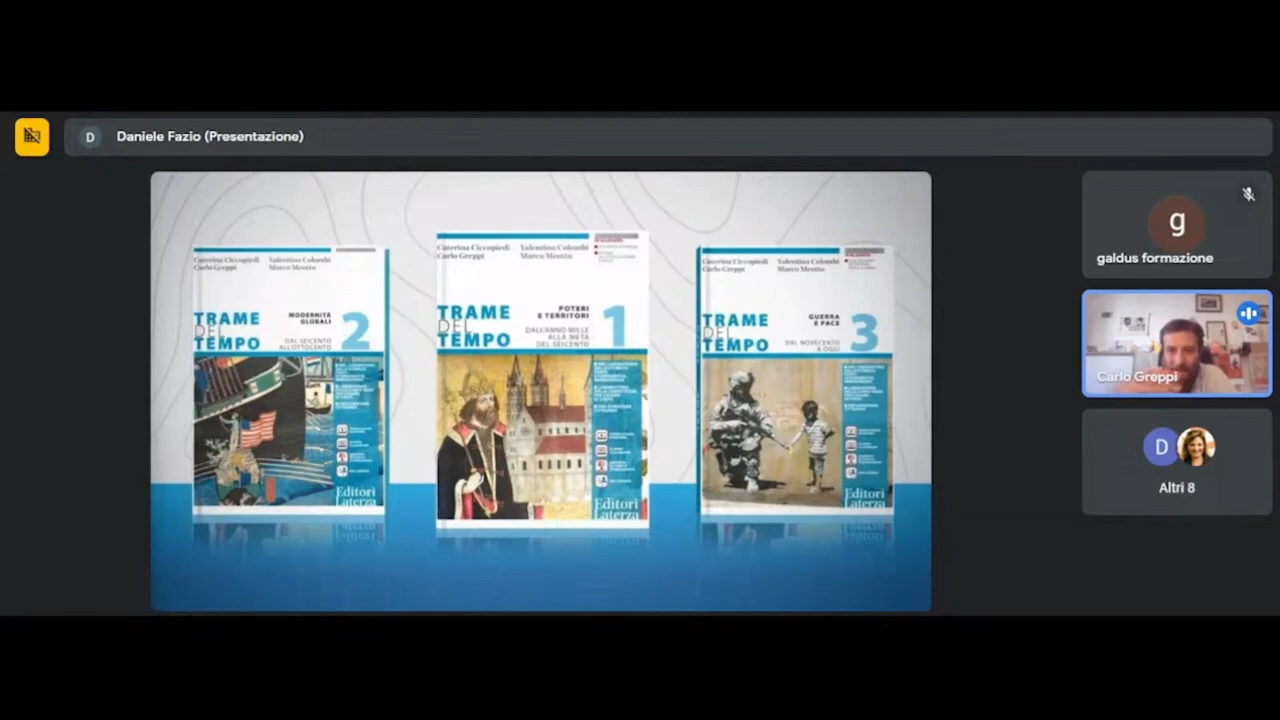 D
Daniele Fazio (Presentazione)
Caterina Ciccopiedi
Carlo Greppi
Valentina Colombi
Marco Meotto
TRAME
DEL
TEMPO
MODERNITÀ
GLOBALI
DAL SEICENTO
ALL'OTTOCENTO
2
Editori
Laterza
Caterina Ciccopiedi
Carlo Greppi
Valentina Colombi
Marco Meotto
TRAME
DEL
TEMPO
POTERI
E TERRITORI
DALL'ANNO MILLE
ALLA METÀ
DEL SEICENTO
1
Editori
Laterza
Caterina Ciccopiedi
Carlo Greppi
Valentina Colombi
Marco Meotto
TRAME
DEL
TEMPO
GUERRA
E PACE
DAL NOVECENTO
A OGGI
3
Editori
Laterza
g
galdus formazione
Carlo Greppi
D
Altri 8